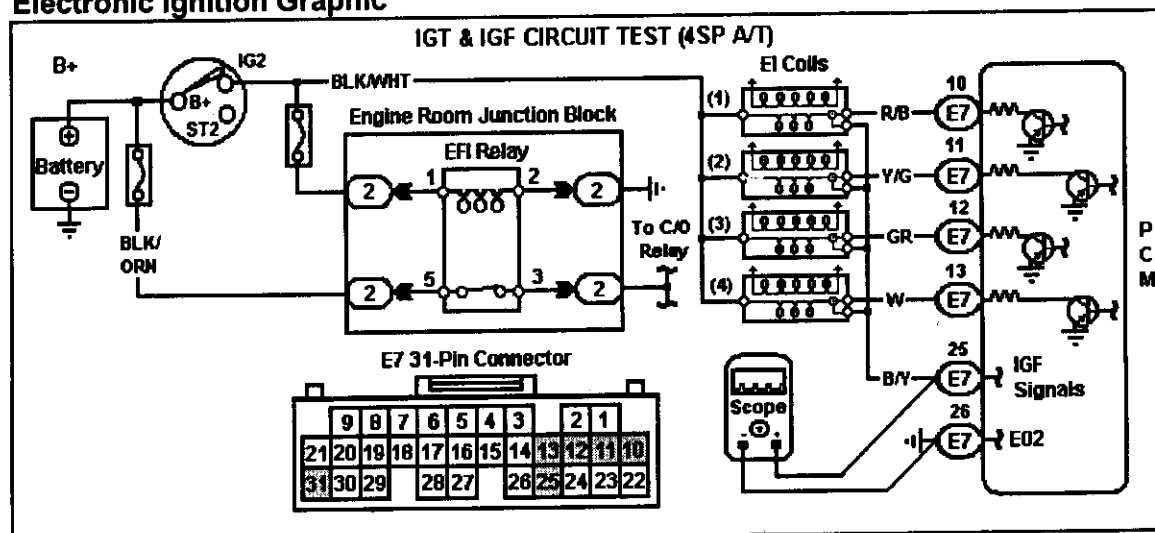 Electronic Ignition Graphic
IGT & IGF CIRCUIT TEST (4SP A/T)
B+
IG2
B+
ST2
BLK/WHT
Battery
BLK/
ORN
Engine Room Junction Block
EFI Relay
2 1 2 2
To C/O
Relay
2 5 3 2
EI Coils
(1) R/B 10 E7
(2) Y/G 11 E7
(3) GR 12 E7
(4) W 13 E7
B/Y 25 E7 IGF
Signals
26 E7 E02
P
C
M
Scope
- +
E7 31-Pin Connector
9 8 7 6 5 4 3 2 1
21 20 19 18 17 16 15 14 13 12 11 10
31 30 29 28 27 26 25 24 23 22